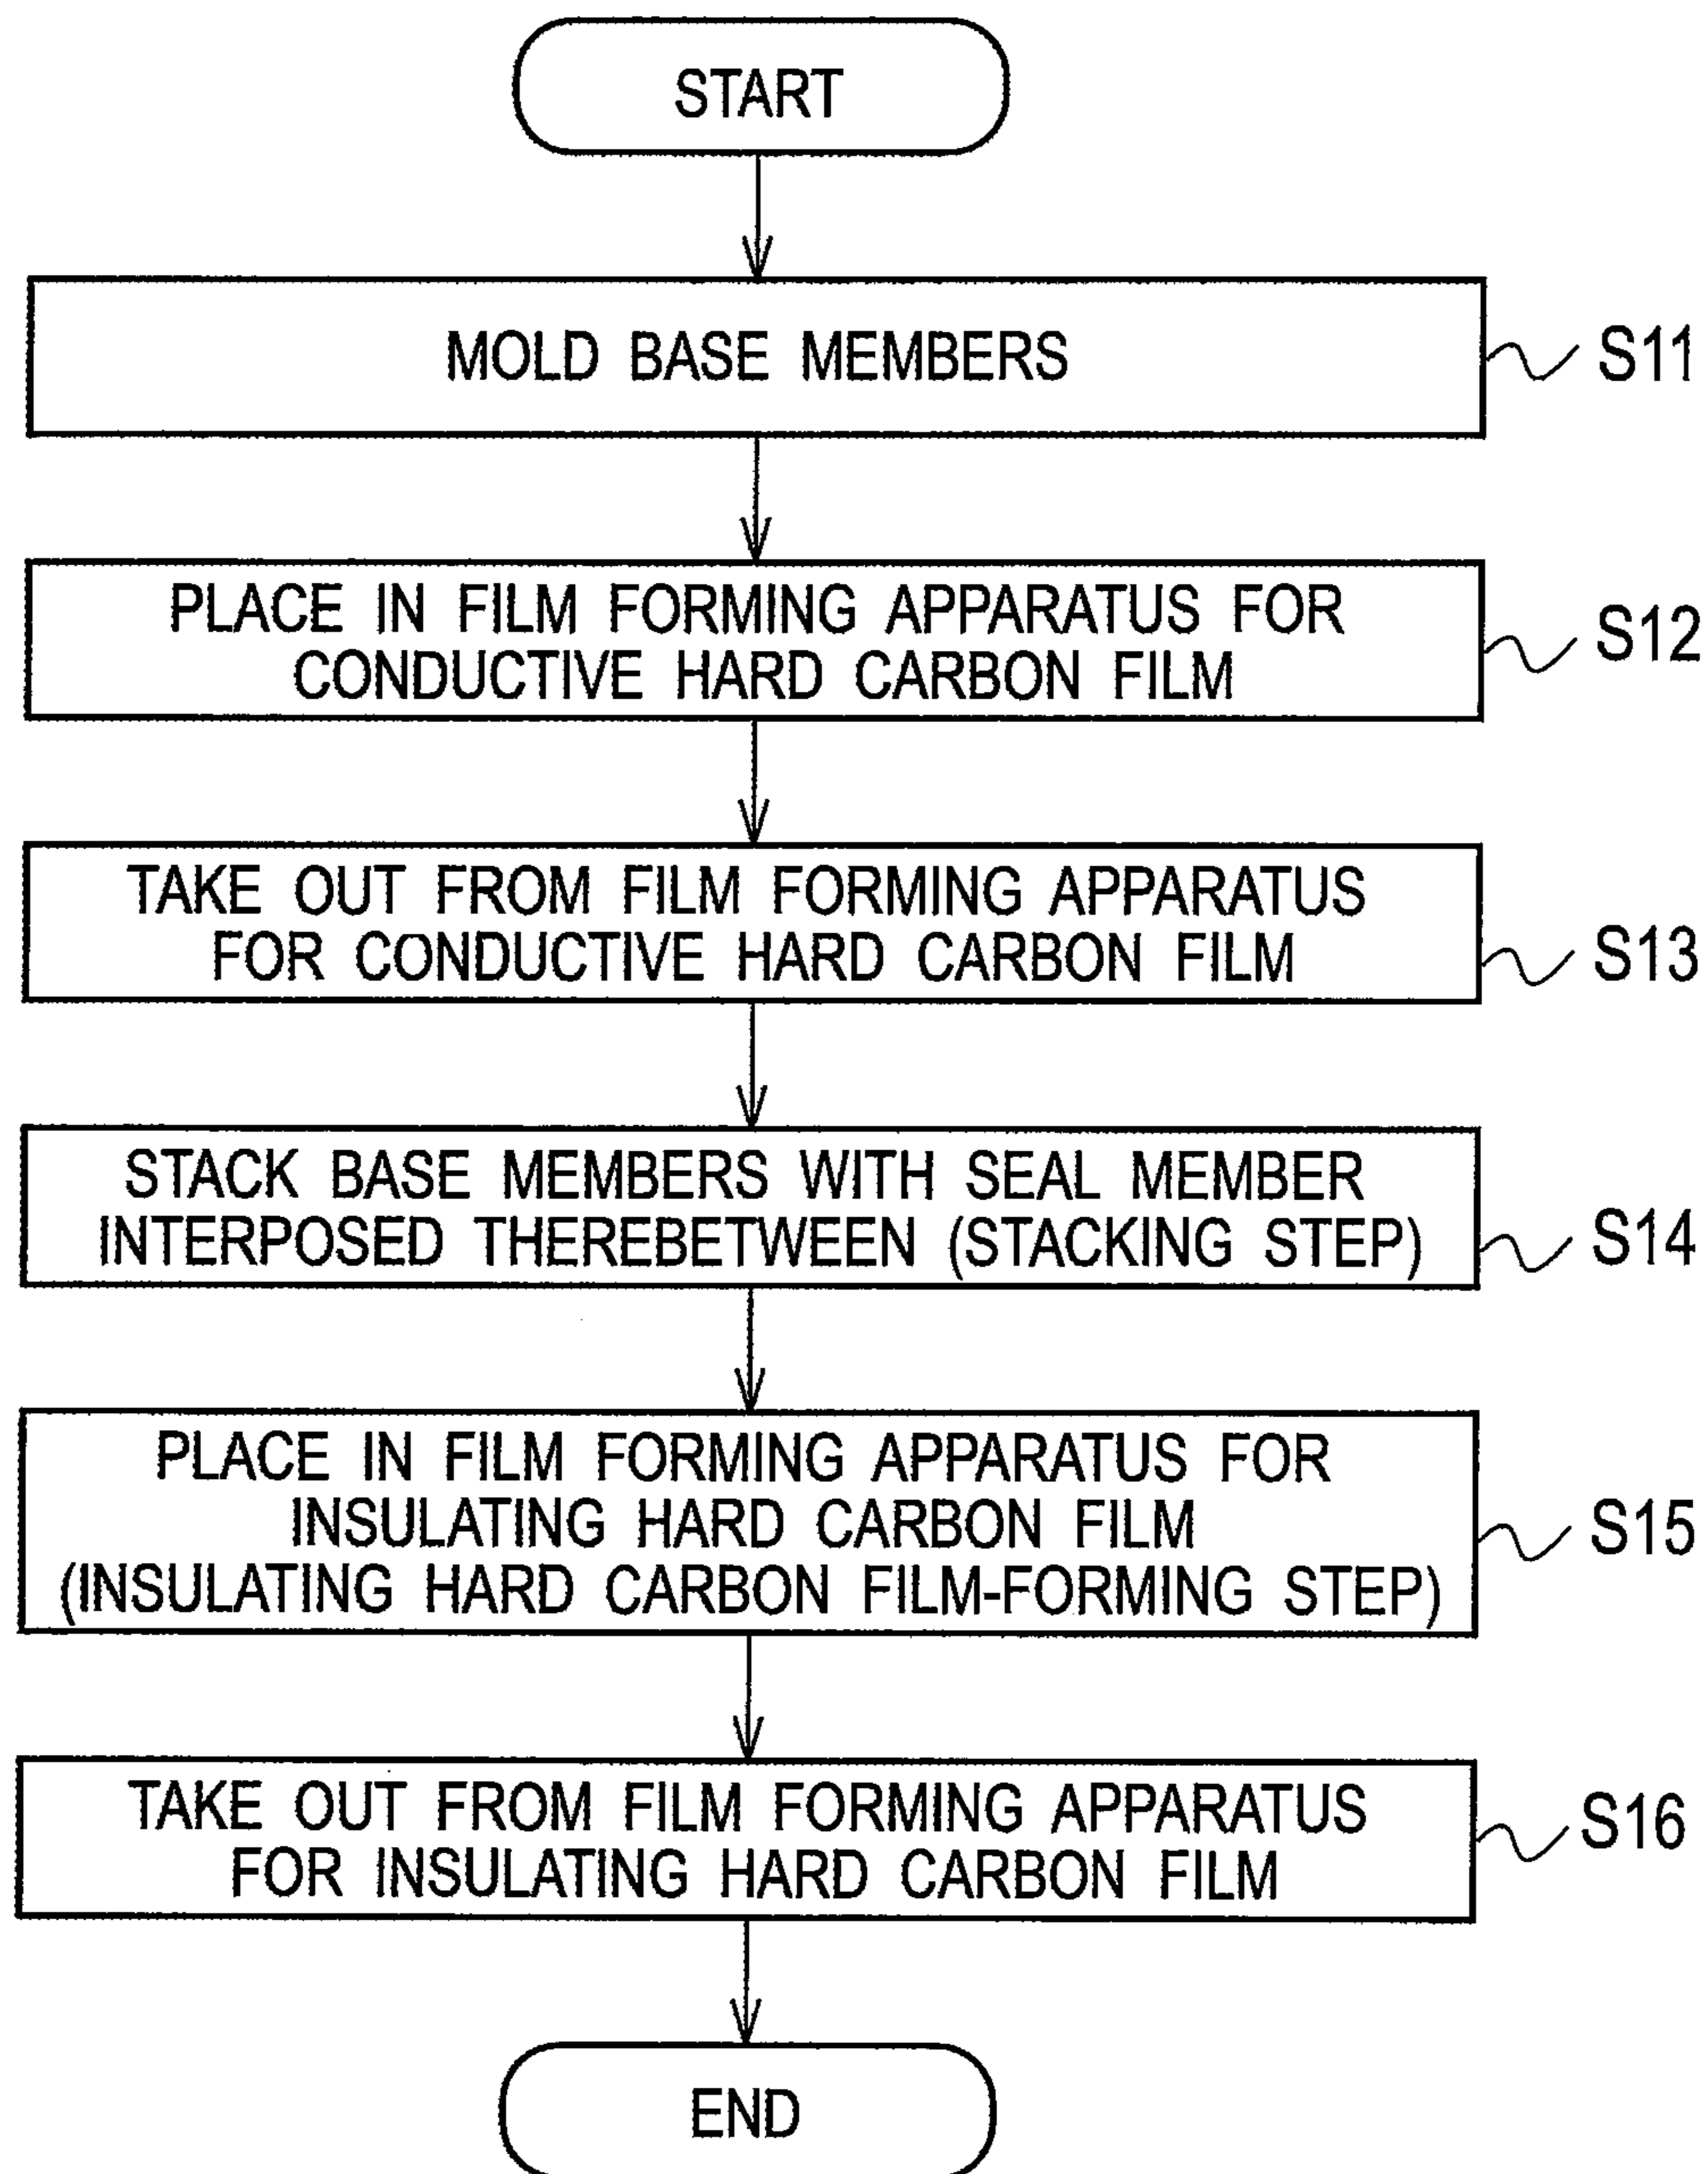 START
MOLD BASE MEMBERS
S11
PLACE IN FILM FORMING APPARATUS FOR
CONDUCTIVE HARD CARBON FILM
S12
TAKE OUT FROM FILM FORMING APPARATUS
FOR CONDUCTIVE HARD CARBON FILM
S13
STACK BASE MEMBERS WITH SEAL MEMBER
INTERPOSED THEREBETWEEN (STACKING STEP)
S14
PLACE IN FILM FORMING APPARATUS FOR
INSULATING HARD CARBON FILM
(INSULATING HARD CARBON FILM-FORMING STEP)
S15
TAKE OUT FROM FILM FORMING APPARATUS
FOR INSULATING HARD CARBON FILM
S16
END